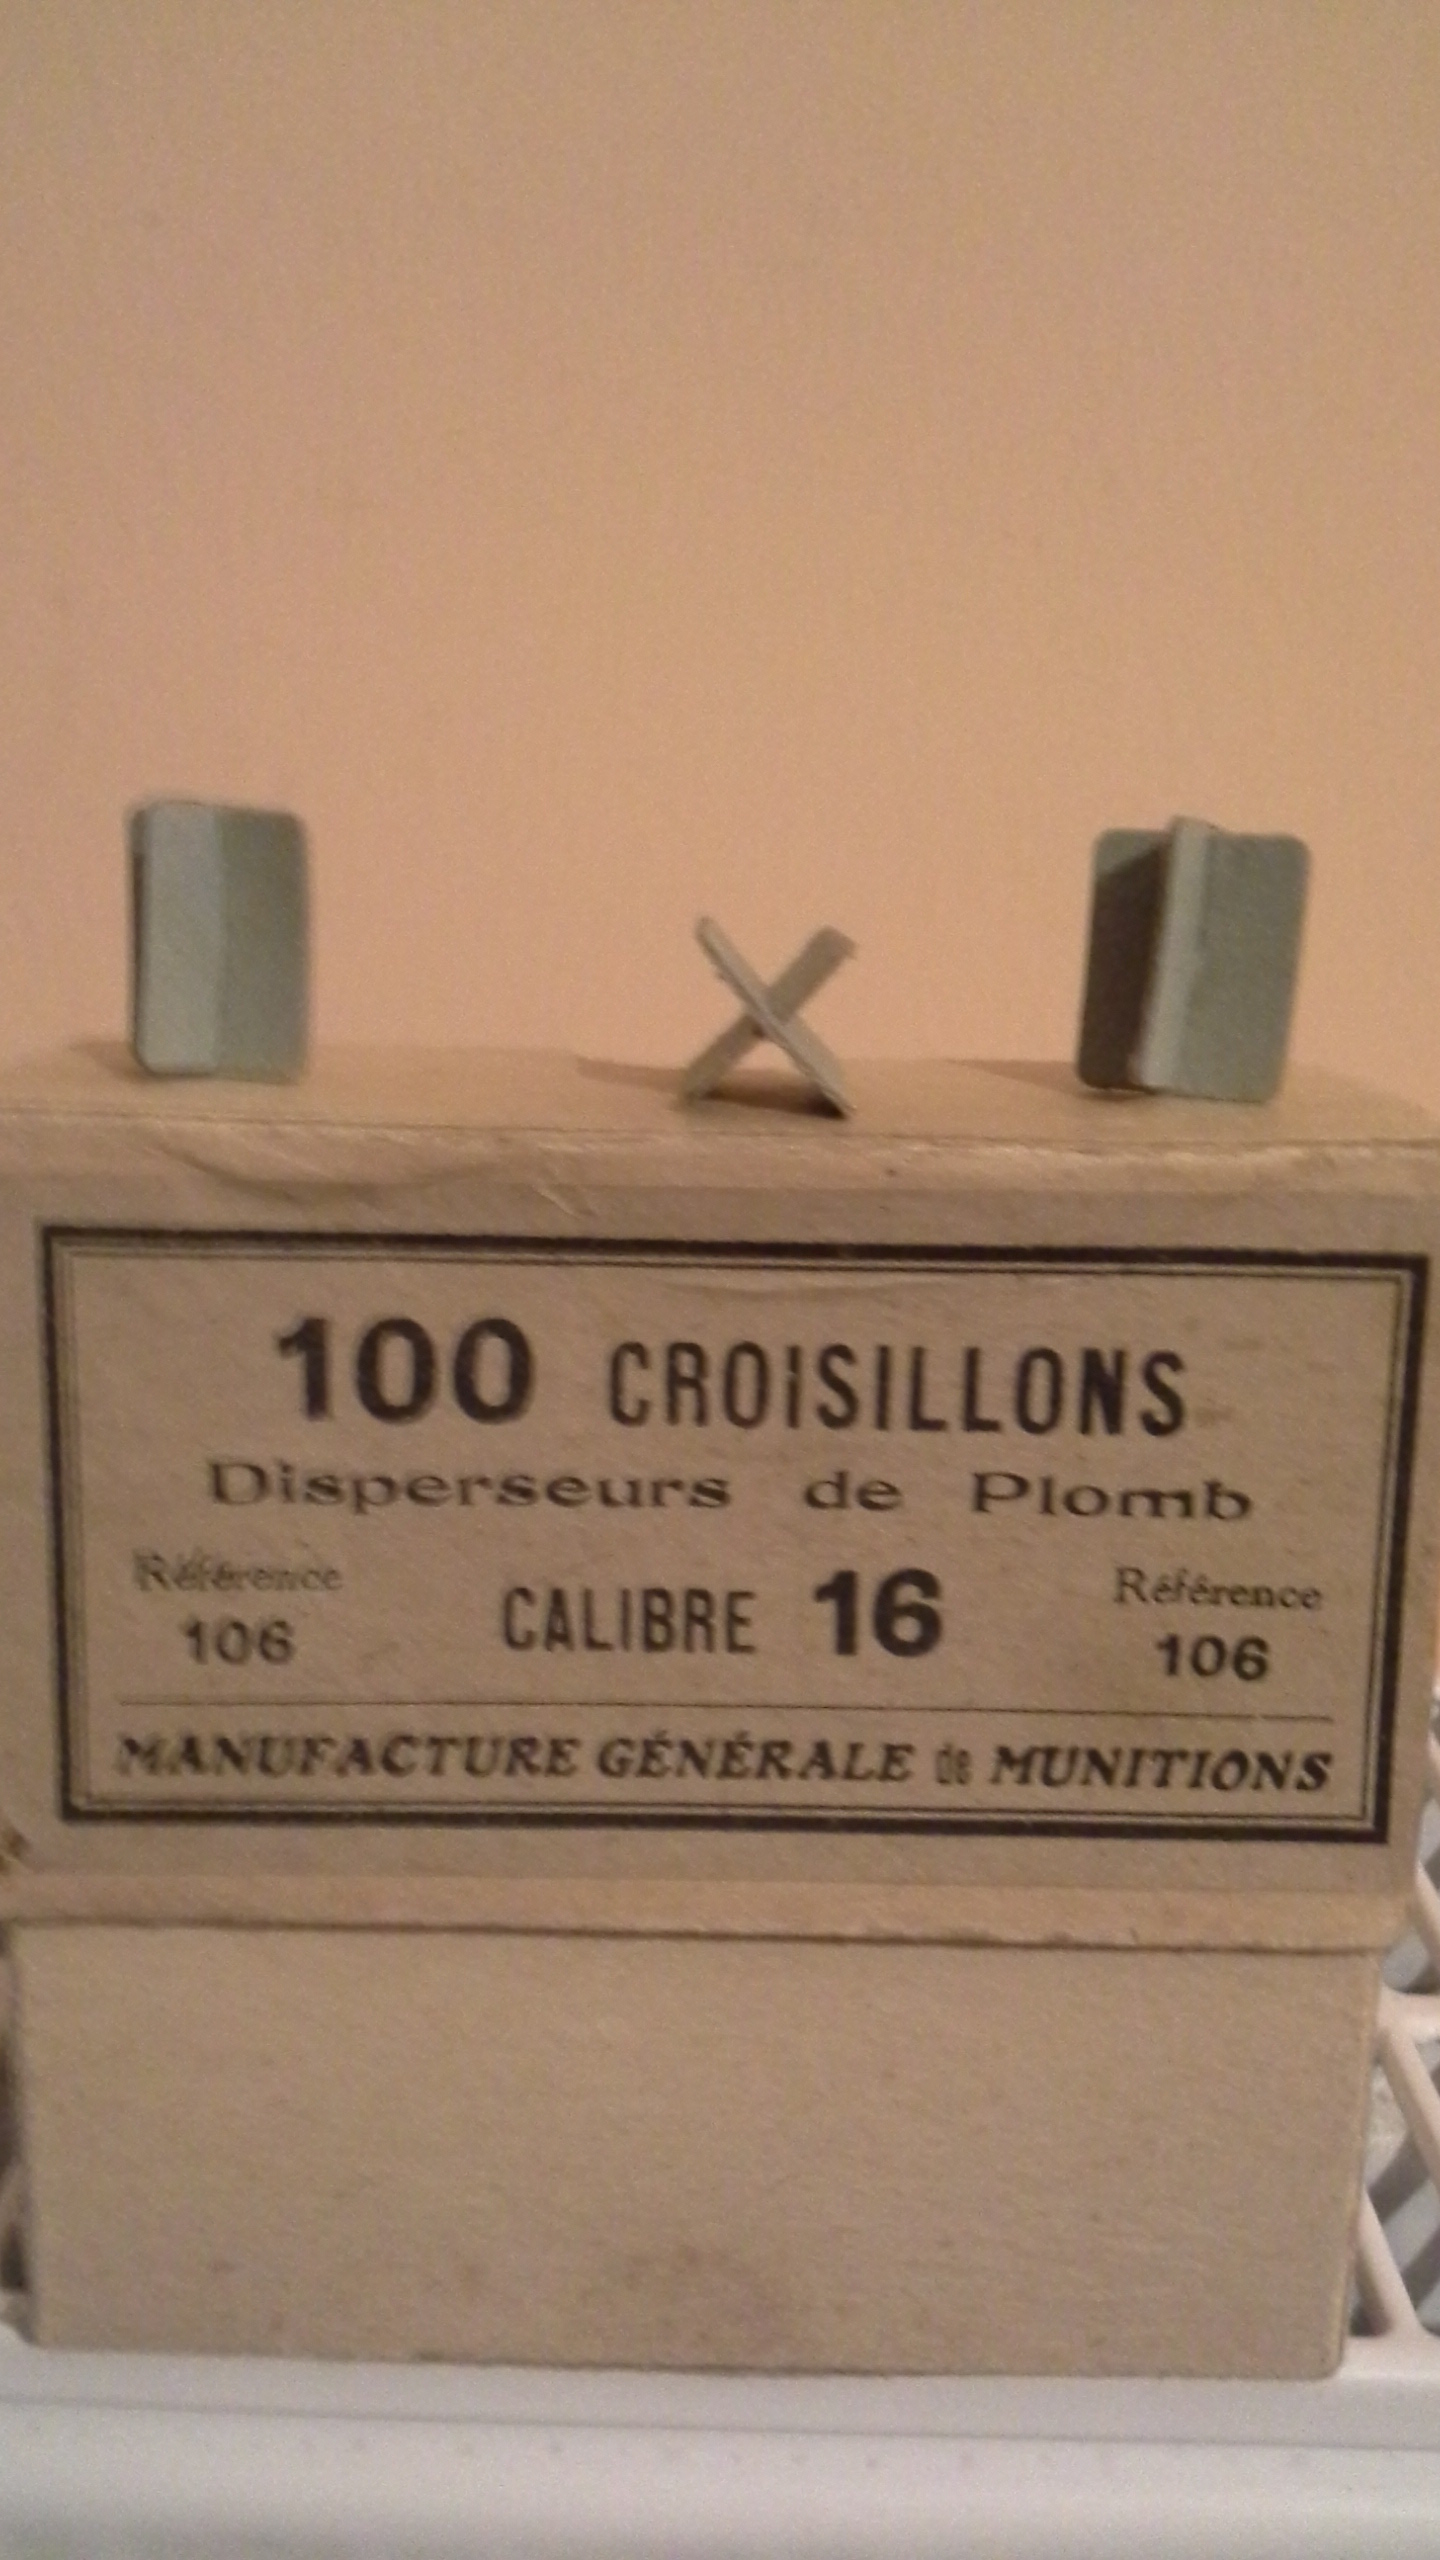 100 CROISILLONS
Disperseurs de Plomb
Référence CALIBRE 16 Référence
106 106
MANUFACTURE GÉNÉRALE de MUNITIONS